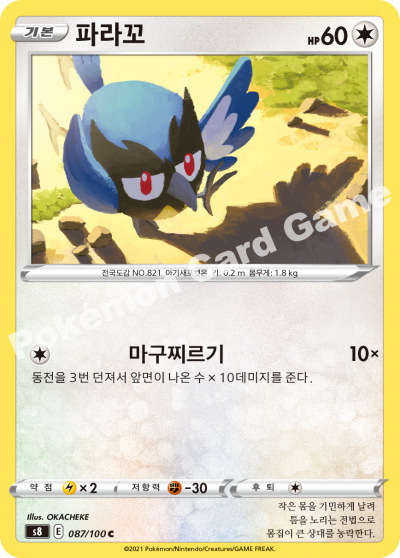 기본 파라꼬 HP 60
전국도감 NO.821 아기새포켓몬 키: 0.2 m 몸무게: 1.8 kg
Pokémon Card Game
마구찌르기 10×
동전을 3번 던져서 앞면이 나온 수 × 10데미지를 준다.
약점 ×2 저항력 -30 후퇴
Illus. OKACHEKE
s8 E 087/100 C
작은 몸을 기민하게 날려
틈을 노리는 전법으로
몸집이 큰 상대를 농락한다.
©2021 Pokémon/Nintendo/Creatures/GAME FREAK.